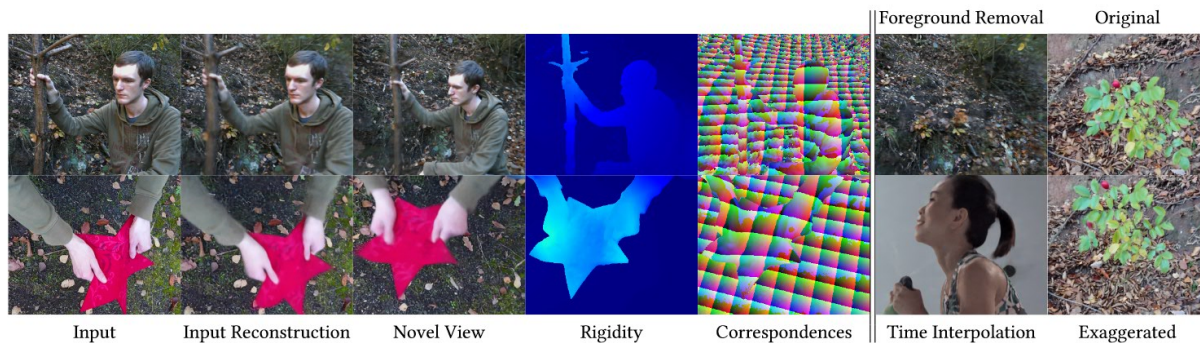 Foreground Removal
Original
Input
Input Reconstruction
Novel View
Rigidity
Correspondences
Time Interpolation
Exaggerated